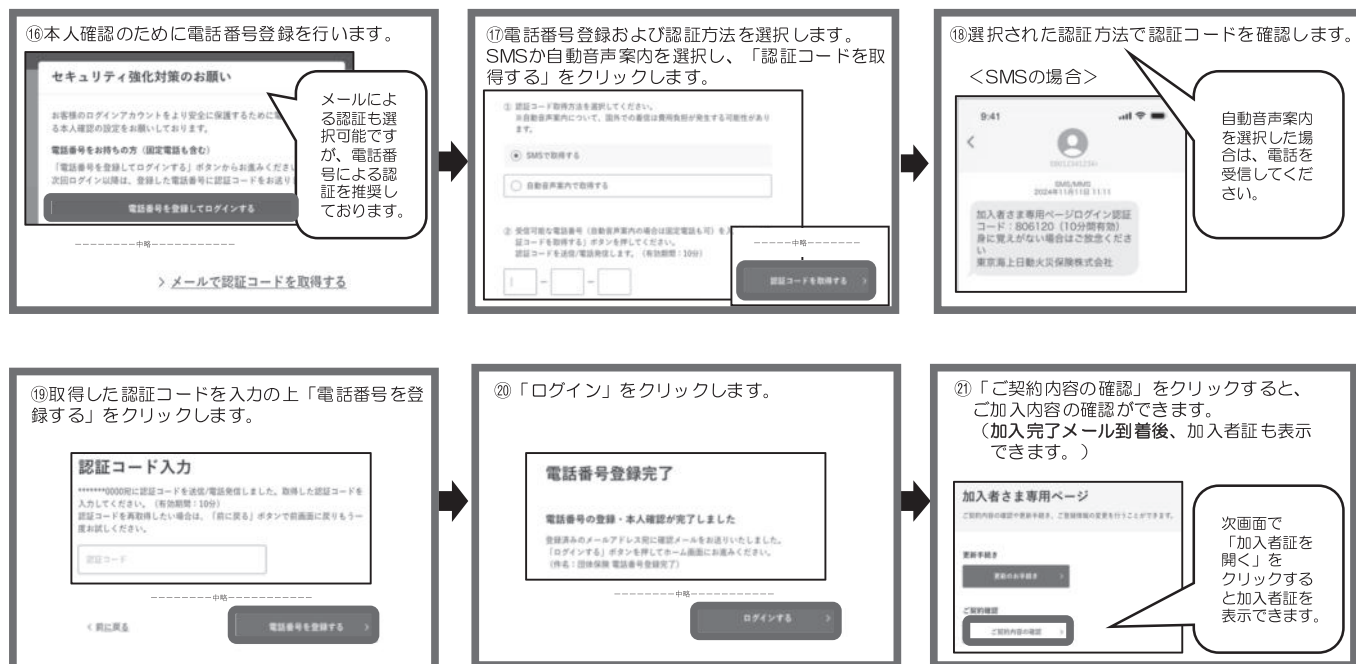 ⑯本人確認のために電話番号登録を行います。
セキュリティ強化対策のお願い
お客様のログインアカウントをより安全に保護するために
る本人確認の設定をお願いしております。
電話番号をお持ちの方（固定電話も含む）
「電話番号を登録してログインする」ボタンからお進みくださ
次回ログイン以降は、登録した電話番号に認証コードをお送り
電話番号を登録してログインする
メールによ
る認証も選
択可能です
が、電話番
号による認
証を推奨し
ております。
--------中略-----------
> メールで認証コードを取得する
⑰電話番号登録および認証方法を選択します。
SMSか自動音声案内を選択し、「認証コードを取
得する」をクリックします。
① 認証コード取得方法を選択してください。
※自動音声案内について、国外での着信は費用負担が発生する可能性があり
ます。
SMSで取得する
自動音声案内で取得する
② 受信可能な電話番号（自動音声案内の場合は固定電話も可）を入
証コードを取得する」ボタンを押してください。
認証コードを送信/電話発信します。（有効期間：10分）
-----中略-------
認証コードを取得する >
⑱選択された認証方法で認証コードを確認します。
＜SMSの場合＞
9:41
SMS/MMS
2024年11月11日 11:11
加入者さま専用ページログイン認証
コード：806120（10分間有効）
身に覚えがない場合はご放念くださ
い
東京海上日動火災保険株式会社
自動音声案内
を選択した場
合は、電話を
受信してくだ
さい。
⑲取得した認証コードを入力の上「電話番号を登
録する」をクリックします。
認証コード入力
*******0000宛に認証コードを送信/電話発信しました。取得した認証コードを
入力してください。（有効期間：10分）
認証コードを再取得したい場合は、「前に戻る」ボタンで前画面に戻りもう一
度お試しください。
認証コード
--------中略-----------
< 前に戻る
電話番号を登録する >
⑳「ログイン」をクリックします。
電話番号登録完了
電話番号の登録・本人確認が完了しました
登録済みのメールアドレス宛に確認メールをお送りいたしました。
「ログインする」ボタンを押してホーム画面にお進みください。
（件名：団体保険 電話番号登録完了）
--------中略-----------
ログインする >
㉑「ご契約内容の確認」をクリックすると、
ご加入内容の確認ができます。
（加入完了メール到着後、加入者証も表示
できます。）
加入者さま専用ページ
ご契約内容の確認や更新手続き、ご登録情報の変更を行うことができます。
更新手続き
更新のお手続き >
ご契約確認
ご契約内容の確認 >
次画面で
「加入者証を
開く」を
クリックする
と加入者証を
表示できます。